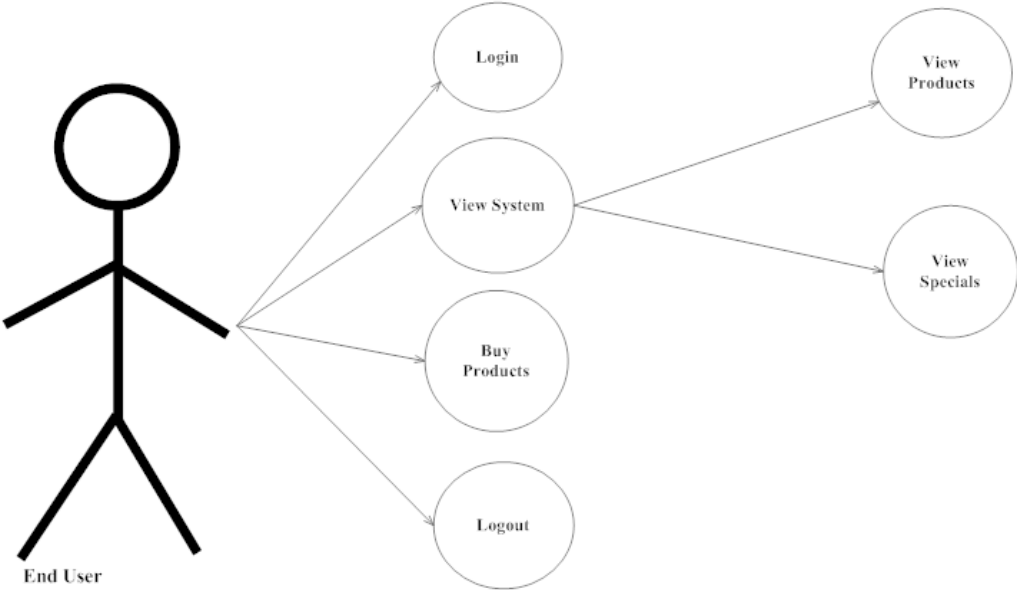 Login
View System
Buy
Products
Logout
View
Products
View
Specials
End User